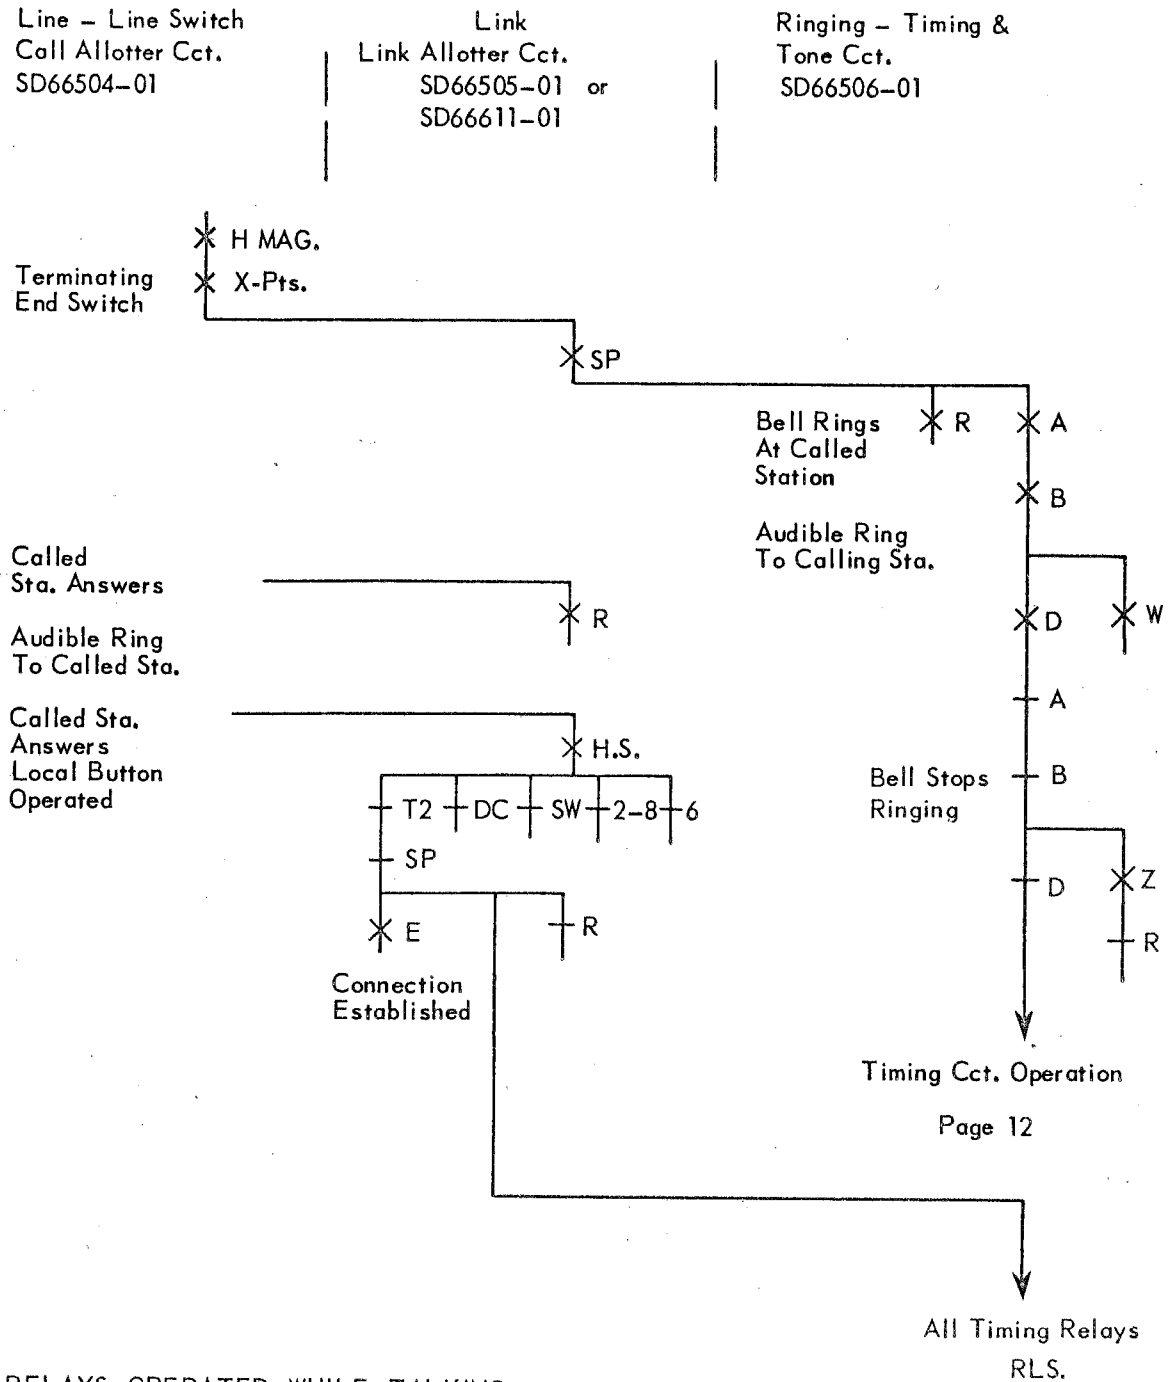 Line – Line Switch
Call Allotter Cct.
SD66504-01
Link
Link Allotter Cct.
SD66505-01 or
SD66611-01
Ringing – Timing &
Tone Cct.
SD66506-01
H MAG.
X-Pts.
Terminating
End Switch
SP
Bell Rings
At Called
Station
R
A
B
Audible Ring
To Calling Sta.
Called
Sta. Answers
R
D
W
Audible Ring
To Called Sta.
A
Called Sta.
Answers
Local Button
Operated
H.S.
Bell Stops
Ringing
B
T2
DC
SW
2-8
6
SP
D
Z
E
R
R
Connection
Established
Timing Cct. Operation
Page 12
All Timing Relays
RLS.
RELAYS OPERATED WHILE TALKING